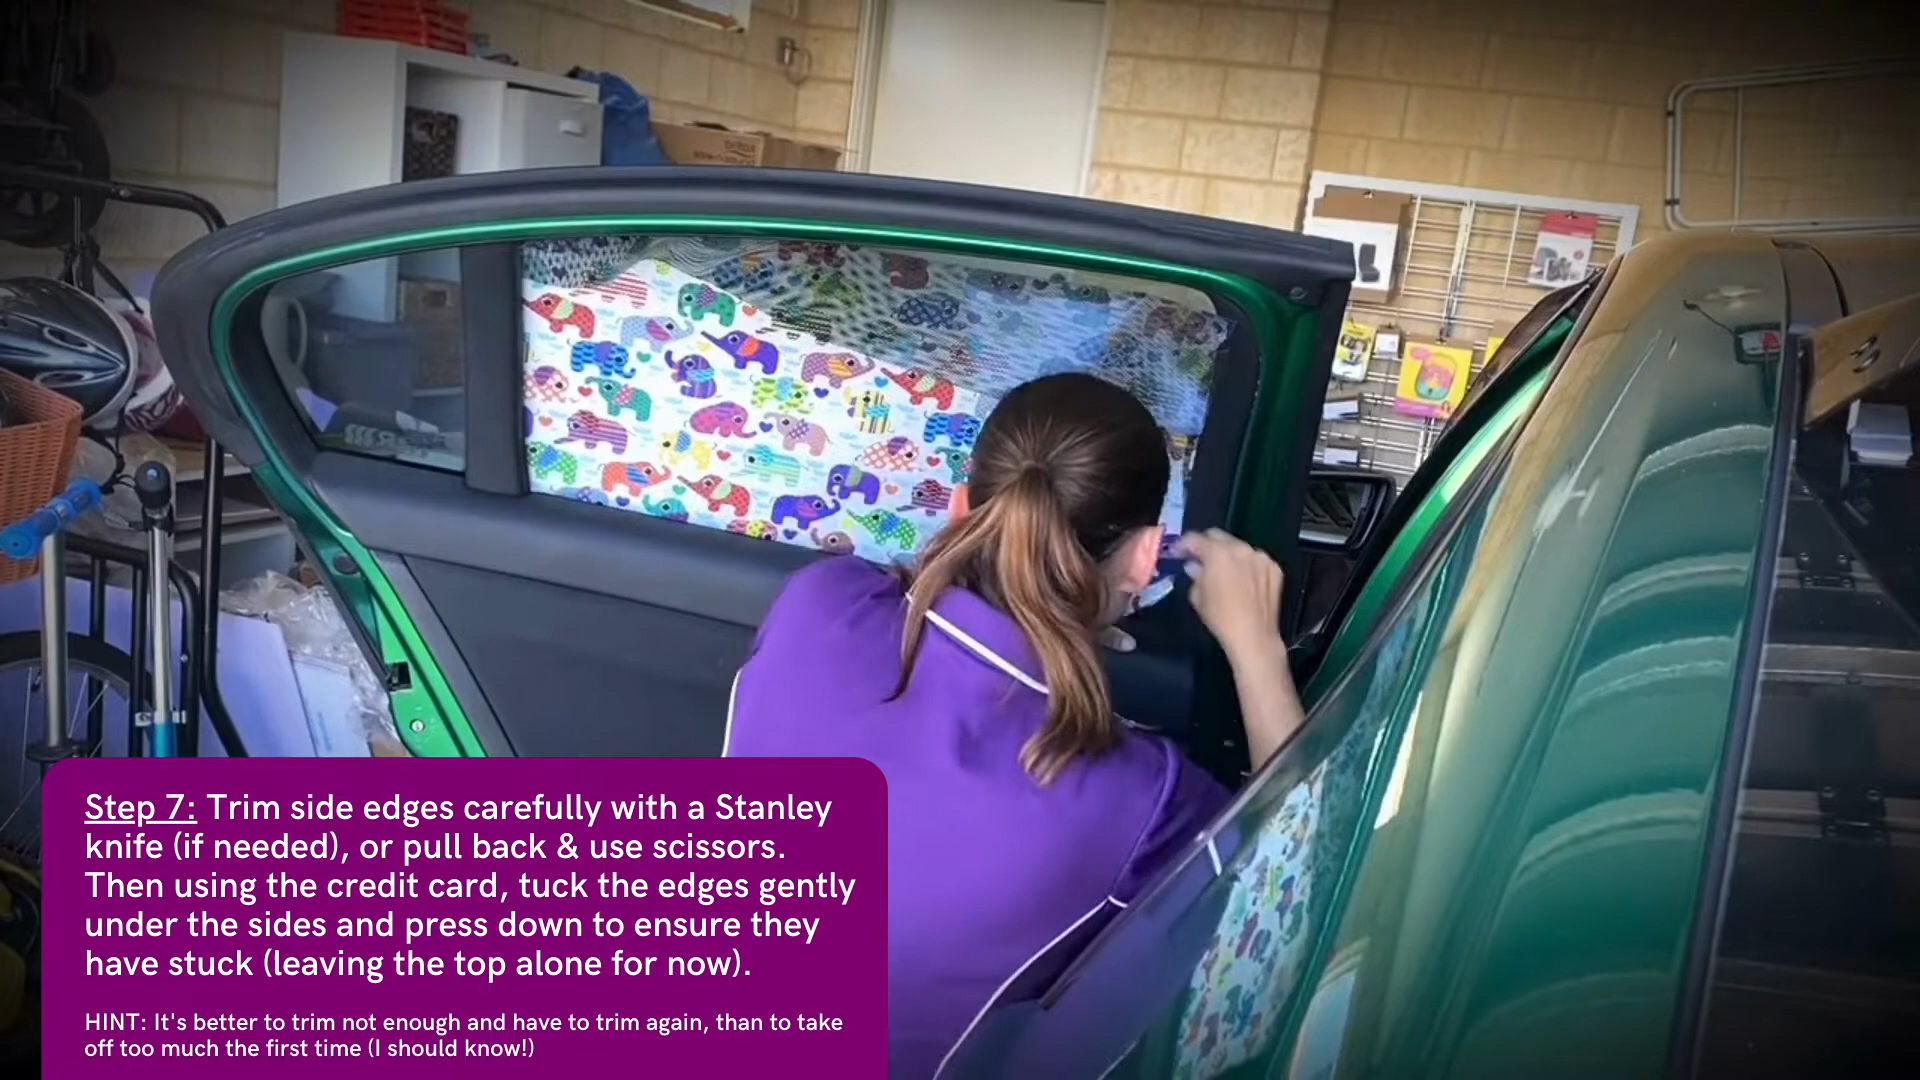 Step 7: Trim side edges carefully with a Stanley
knife (if needed), or pull back & use scissors.
Then using the credit card, tuck the edges gently
under the sides and press down to ensure they
have stuck (leaving the top alone for now).
HINT: It's better to trim not enough and have to trim again, than to take
off too much the first time (I should know!)